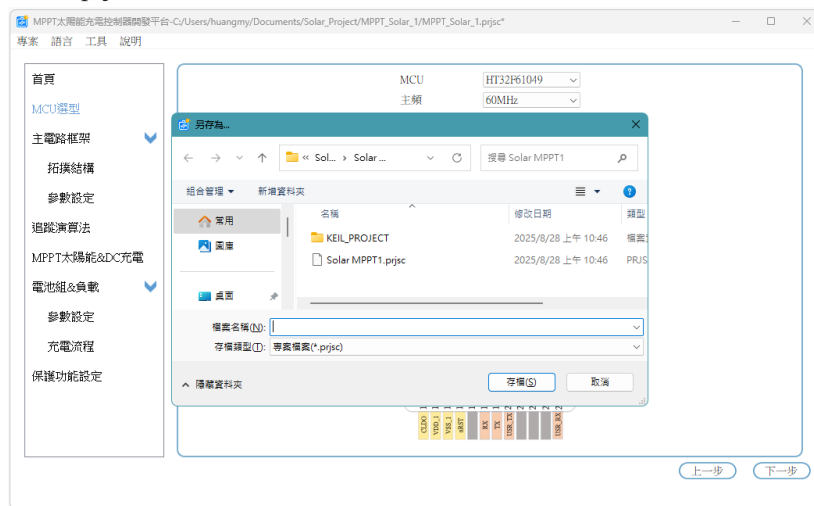 MPPT太陽能充電控制器開發平台-C:/Users/huangmy/Documents/Solar_Project/MPPT_Solar_1/MPPT_Solar_1.prjsc*
專案 語言 工具 說明
首頁
MCU選型
主電路框架
拓撲結構
參數設定
追蹤演算法
MPPT太陽能&DC充電
電池組&負載
參數設定
充電流程
保護功能設定
MCU HT32F61049
主頻 60MHz
另存為...
« Sol... › Solar ...
搜尋 Solar MPPT1
組合管理 新增資料夾
常用
圖庫
桌面
名稱 修改日期 類型
KEIL_PROJECT 2025/8/28 上午 10:46
Solar MPPT1.prjsc 2025/8/28 上午 10:46 PRJS
檔案名稱(N):
存檔類型(T): 專案檔案(*.prjsc)
隱藏資料夾
存檔(S) 取消
CLDO
VDD_1
VSS_1
nRST
RX
TX
USR_TX
USR_RX
上一步 下一步